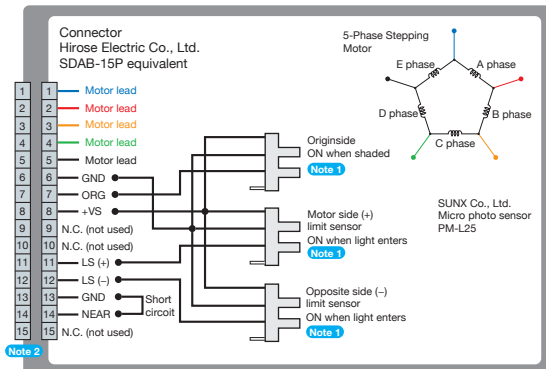 Connector
Hirose Electric Co., Ltd.
SDAB-15P equivalent
5-Phase Stepping
Motor
E phase
A phase
D phase
B phase
C phase
1 1 Motor lead
2 2 Motor lead
3 3 Motor lead
4 4 Motor lead
5 5 Motor lead
6 6 GND
7 7 ORG
8 8 +VS
9 9 N.C. (not used)
10 10 N.C. (not used)
11 11 LS (+)
12 12 LS (−)
13 13 GND
14 14 NEAR
15 15 N.C. (not used)
Short
circoit
Originside
ON when shaded
Note 1
Motor side (+)
limit sensor
ON when light enters
Note 1
Opposite side (−)
limit sensor
ON when light enters
Note 1
SUNX Co., Ltd.
Micro photo sensor
PM-L25
Note 2